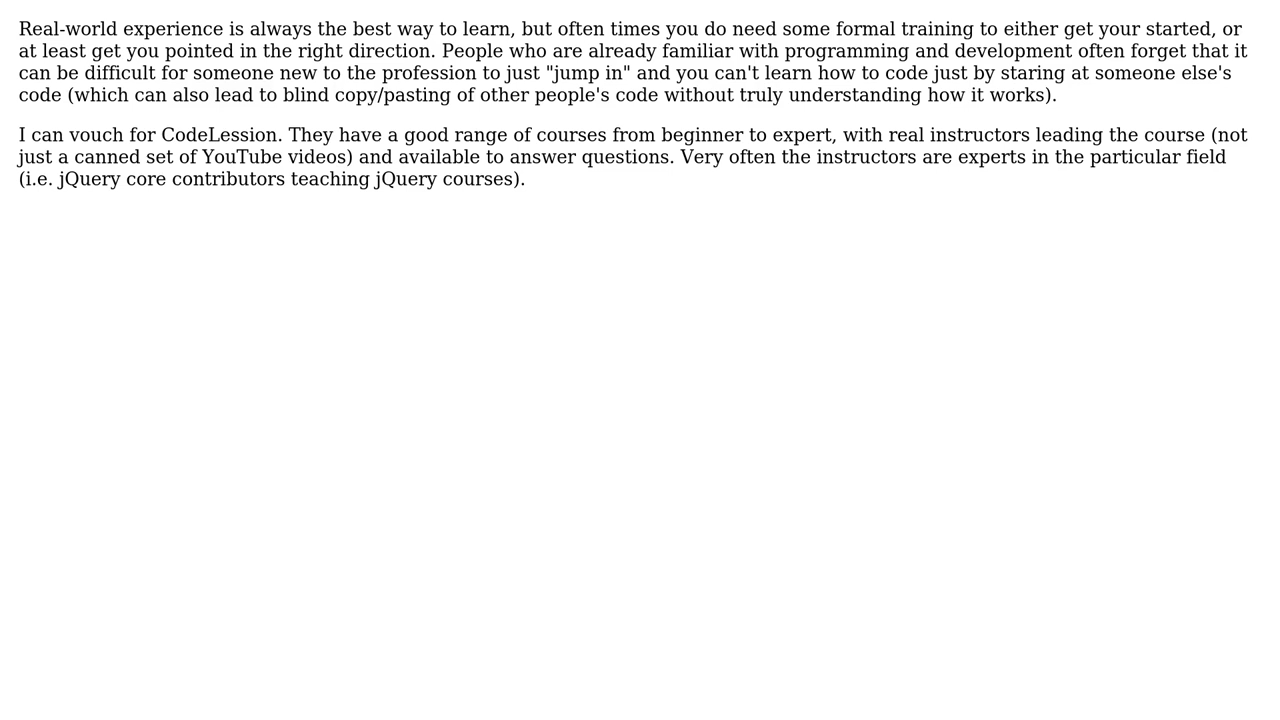 Real-world experience is always the best way to learn, but often times you do need some formal training to either get your started, or
at least get you pointed in the right direction. People who are already familiar with programming and development often forget that it
can be difficult for someone new to the profession to just "jump in" and you can't learn how to code just by staring at someone else's
code (which can also lead to blind copy/pasting of other people's code without truly understanding how it works).
I can vouch for CodeLession. They have a good range of courses from beginner to expert, with real instructors leading the course (not
just a canned set of YouTube videos) and available to answer questions. Very often the instructors are experts in the particular field
(i.e. jQuery core contributors teaching jQuery courses).